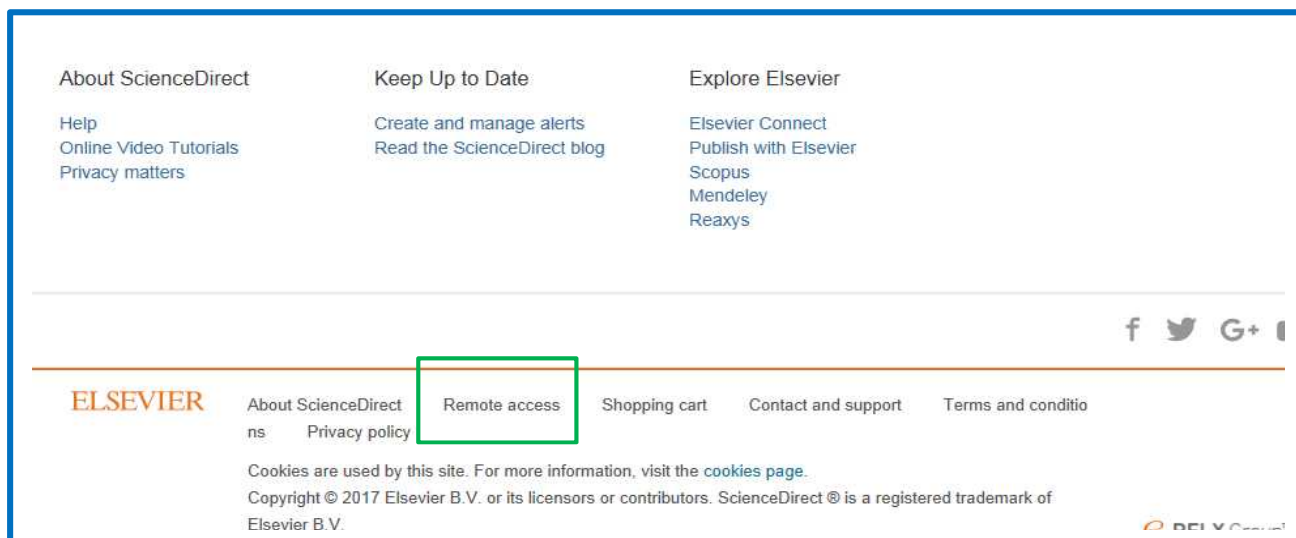 About ScienceDirect
Help
Online Video Tutorials
Privacy matters
Keep Up to Date
Create and manage alerts
Read the ScienceDirect blog
Explore Elsevier
Elsevier Connect
Publish with Elsevier
Scopus
Mendeley
Reaxys
f G+
ELSEVIER
About ScienceDirect Remote access Shopping cart Contact and support Terms and conditio
ns Privacy policy
Cookies are used by this site. For more information, visit the cookies page.
Copyright © 2017 Elsevier B.V. or its licensors or contributors. ScienceDirect ® is a registered trademark of
Elsevier B.V.
RELX Group